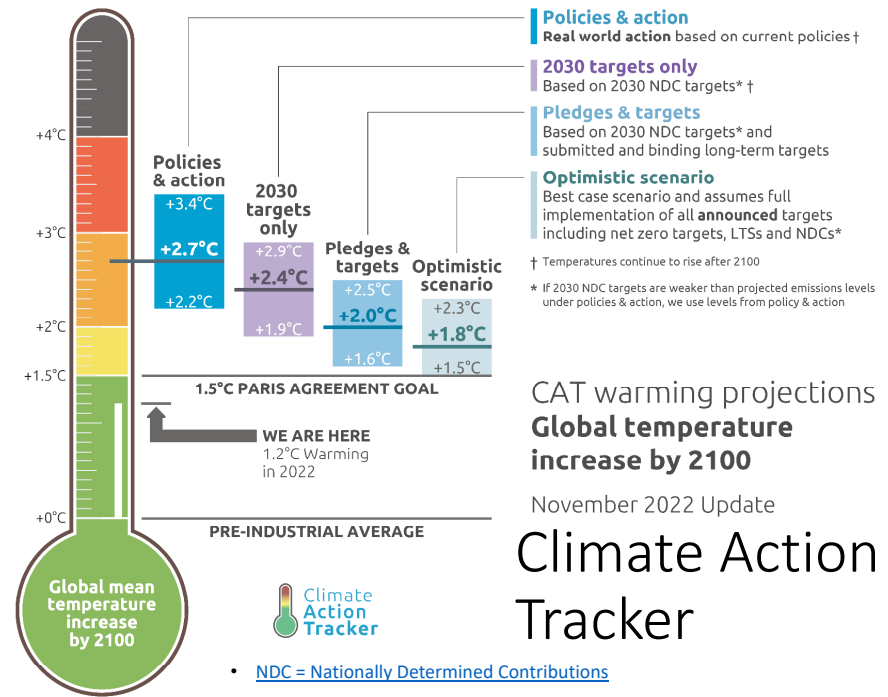 Policies & action
Real world action based on current policies †
2030 targets only
Based on 2030 NDC targets* †
Pledges & targets
Based on 2030 NDC targets* and
submitted and binding long-term targets
Optimistic scenario
Best case scenario and assumes full
implementation of all announced targets
including net zero targets, LTSs and NDCs*
† Temperatures continue to rise after 2100
* If 2030 NDC targets are weaker than projected emissions levels
under policies & action, we use levels from policy & action
+4°C
+3°C
+2°C
+1.5°C
+0°C
Policies
& action
+3.4°C
+2.7°C
+2.2°C
2030
targets
only
+2.9°C
+2.4°C
+1.9°C
Pledges &
targets
+2.5°C
+2.0°C
+1.6°C
Optimistic
scenario
+2.3°C
+1.8°C
+1.5°C
1.5°C PARIS AGREEMENT GOAL
WE ARE HERE
1.2°C Warming
in 2022
PRE-INDUSTRIAL AVERAGE
Global mean
temperature
increase
by 2100
CAT warming projections
Global temperature
increase by 2100
November 2022 Update
Climate Action
Tracker
Climate
Action
Tracker
• NDC = Nationally Determined Contributions